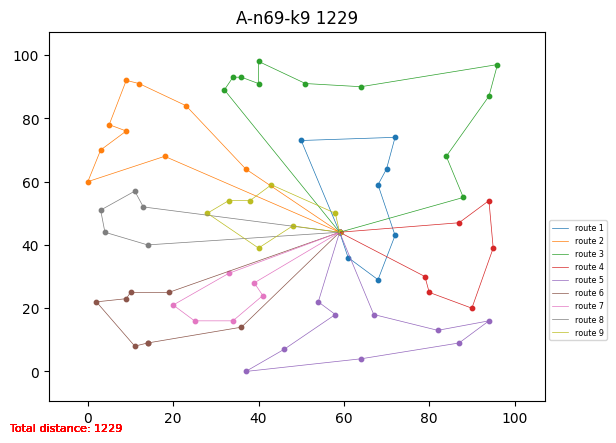 A-n69-k9 1229
100
80
60
40
20
0
0 20 40 60 80 100
route 1
route 2
route 3
route 4
route 5
route 6
route 7
route 8
route 9
Total distance: 1229